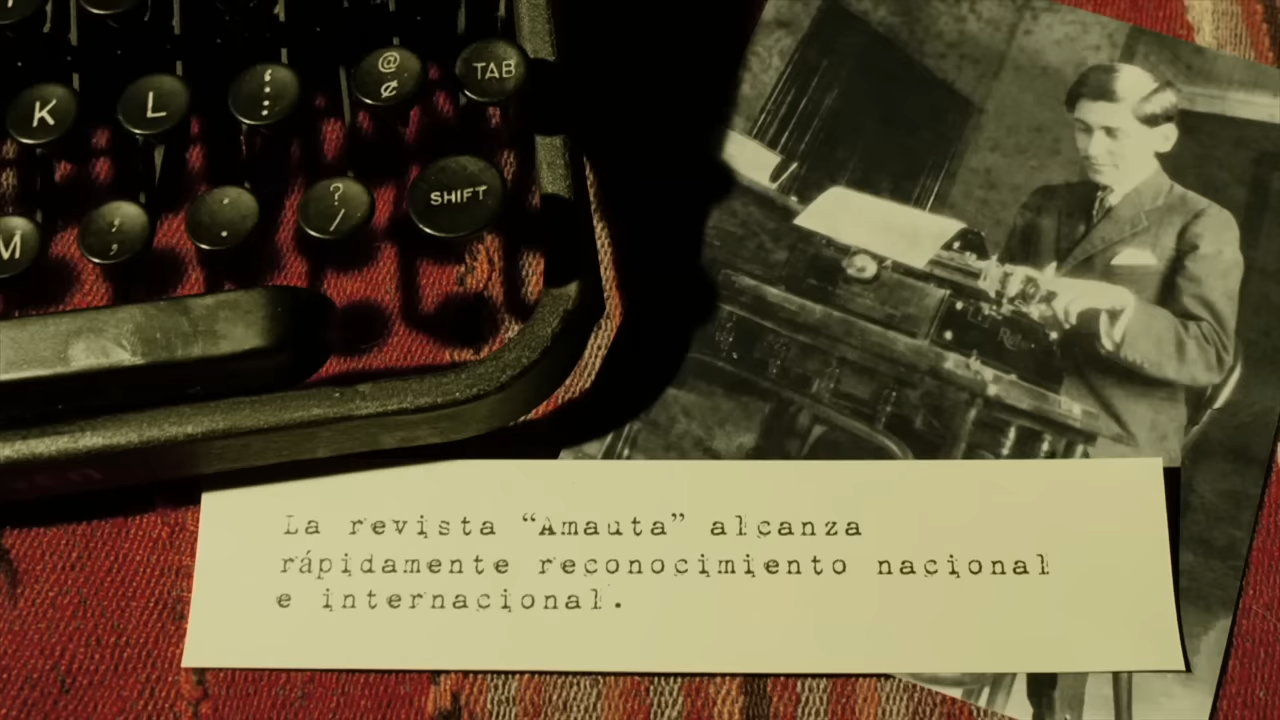 @
¢
TAB
K
L
?
/
SHIFT
M
La revista “Amauta” alcanza
rápidamente reconocimiento nacional
e internacional.